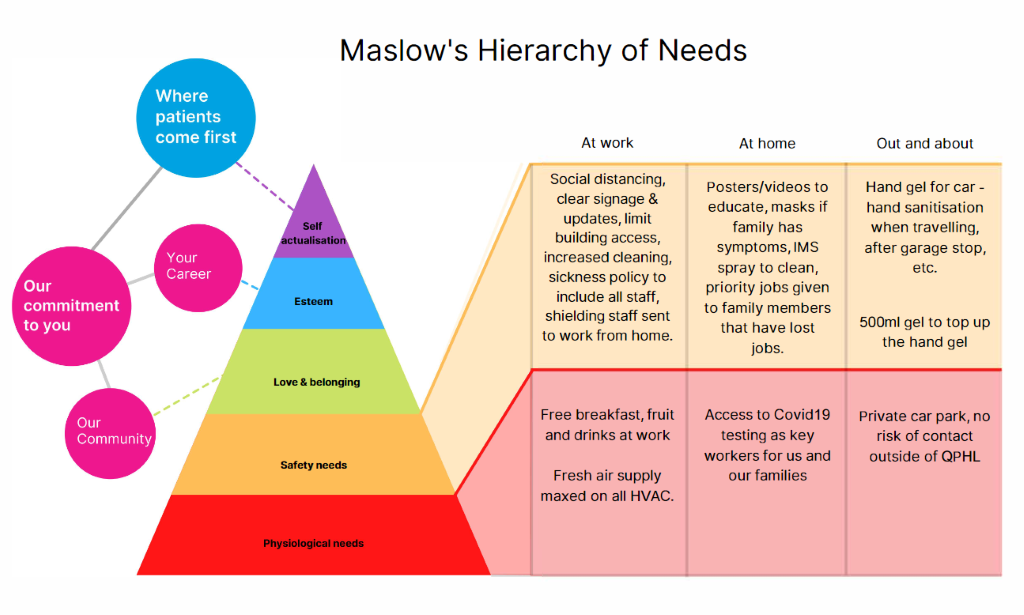 Maslow's Hierarchy of Needs
Where
patients
come first
Your
Career
Our
commitment
to you
Our
Community
Self
actualisation
Esteem
Love & belonging
Safety needs
Physiological needs
At work
Social distancing,
clear signage &
updates, limit
building access,
increased cleaning,
sickness policy to
include all staff,
shielding staff sent
to work from home.
Free breakfast, fruit
and drinks at work
Fresh air supply
maxed on all HVAC.
At home
Posters/videos to
educate, masks if
family has
symptoms, IMS
spray to clean,
priority jobs given
to family members
that have lost
jobs.
Access to Covid19
testing as key
workers for us and
our families
Out and about
Hand gel for car -
hand sanitisation
when travelling,
after garage stop,
etc.
500ml gel to top up
the hand gel
Private car park, no
risk of contact
outside of QPHL